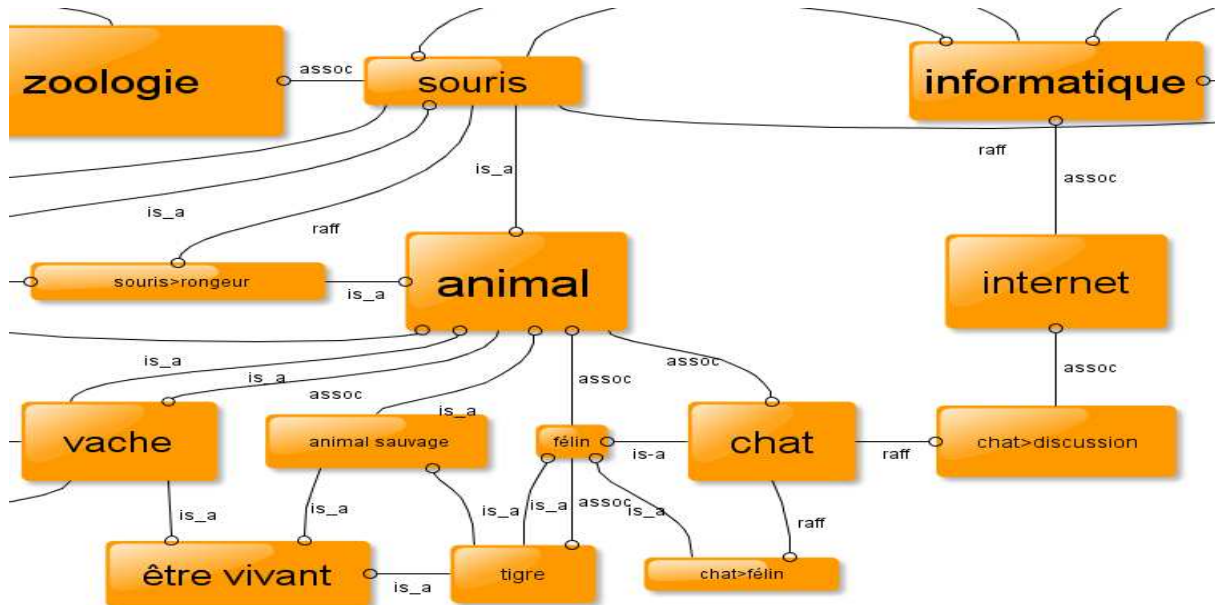 assoc
zoologie
souris
informatique
raff
is_a
assoc
is_a
raff
souris>rongeur
is_a
animal
internet
is_a
is_a
assoc
assoc
assoc
assoc
is_a
vache
animal sauvage
félin
is-a
chat
raff
chat>discussion
is_a
is_a
is_a
is_a
assoc
is_a
raff
être vivant
is_a
tigre
chat>félin